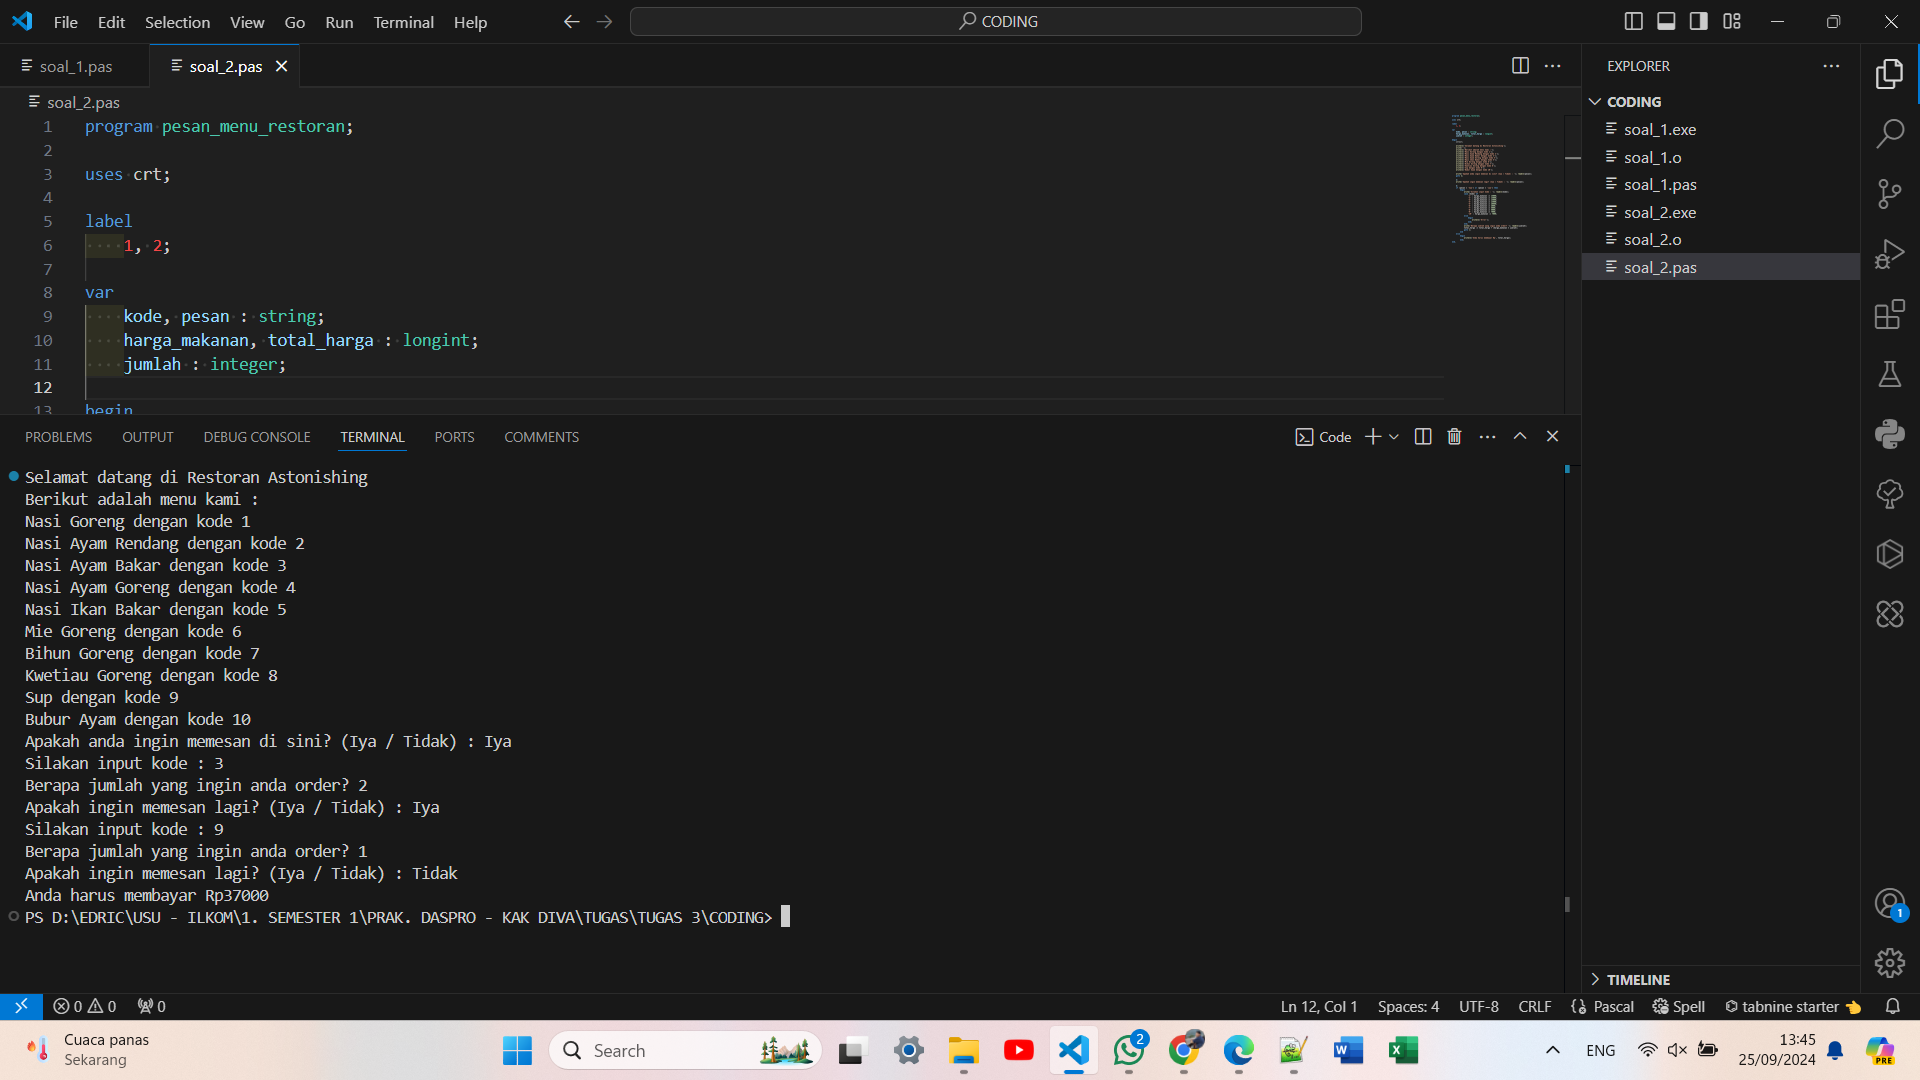 File Edit Selection View Go Run Terminal Help
CODING
soal_1.pas
soal_2.pas
EXPLORER
soal_2.pas
1 program pesan_menu_restoran;
2
3 uses crt;
4
5 label
6 1, 2;
7
8 var
9 kode, pesan : string;
10 harga_makanan, total_harga : longint;
11 jumlah : integer;
12
13 begin
CODING
soal_1.exe
soal_1.o
soal_1.pas
soal_2.exe
soal_2.o
soal_2.pas
PROBLEMS OUTPUT DEBUG CONSOLE TERMINAL PORTS COMMENTS
Code
Selamat datang di Restoran Astonishing
Berikut adalah menu kami :
Nasi Goreng dengan kode 1
Nasi Ayam Rendang dengan kode 2
Nasi Ayam Bakar dengan kode 3
Nasi Ayam Goreng dengan kode 4
Nasi Ikan Bakar dengan kode 5
Mie Goreng dengan kode 6
Bihun Goreng dengan kode 7
Kwetiau Goreng dengan kode 8
Sup dengan kode 9
Bubur Ayam dengan kode 10
Apakah anda ingin memesan di sini? (Iya / Tidak) : Iya
Silakan input kode : 3
Berapa jumlah yang ingin anda order? 2
Apakah ingin memesan lagi? (Iya / Tidak) : Iya
Silakan input kode : 9
Berapa jumlah yang ingin anda order? 1
Apakah ingin memesan lagi? (Iya / Tidak) : Tidak
Anda harus membayar Rp37000
PS D:\EDRIC\USU - ILKOM\1. SEMESTER 1\PRAK. DASPRO - KAK DIVA\TUGAS\TUGAS 3\CODING>
1
TIMELINE
0 0 0
Ln 12, Col 1 Spaces: 4 UTF-8 CRLF Pascal Spell tabnine starter
Cuaca panas
Sekarang
Search
2
ENG
13:45
25/09/2024
PRE